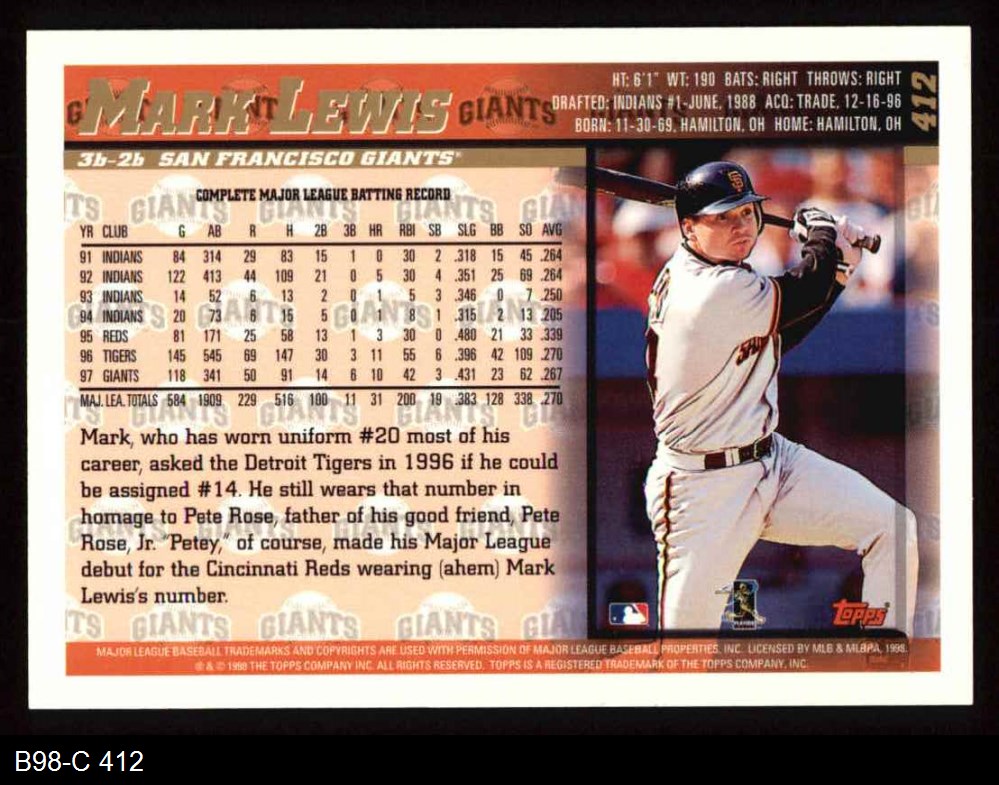 MARK LEWIS GIANTS
HT: 6'1" WT: 190 BATS: RIGHT THROWS: RIGHT
DRAFTED: INDIANS #1-JUNE, 1988 ACQ: TRADE, 12-16-96
BORN: 11-30-69, HAMILTON, OH HOME: HAMILTON, OH
412
3b-2b SAN FRANCISCO GIANTS
COMPLETE MAJOR LEAGUE BATTING RECORD
YR CLUB G AB R H 2B 3B HR RBI SB SLG BB SO AVG
91 INDIANS 84 314 29 83 15 1 0 30 2 .318 15 45 .264
92 INDIANS 122 413 44 109 21 0 5 30 4 .351 25 69 .264
93 INDIANS 14 52 6 13 2 0 1 5 3 .346 0 7 .250
94 INDIANS 20 73 6 15 5 0 1 8 1 .315 2 13 .205
95 REDS 81 171 25 58 13 1 3 30 0 .480 21 33 .339
96 TIGERS 145 545 69 147 30 3 11 55 6 .396 42 109 .270
97 GIANTS 118 341 50 91 14 6 10 42 3 .431 23 62 .267
MAJ. LEA. TOTALS 584 1909 229 516 100 11 31 200 19 .383 128 338 .270
Mark, who has worn uniform #20 most of his
career, asked the Detroit Tigers in 1996 if he could
be assigned #14. He still wears that number in
homage to Pete Rose, father of his good friend, Pete
Rose, Jr. "Petey," of course, made his Major League
debut for the Cincinnati Reds wearing (ahem) Mark
Lewis's number.
topps
MAJOR LEAGUE BASEBALL TRADEMARKS AND COPYRIGHTS ARE USED WITH PERMISSION OF MAJOR LEAGUE BASEBALL PROPERTIES, INC. LICENSED BY MLB & MLBPA, 1998.
® & © 1998 THE TOPPS COMPANY INC. ALL RIGHTS RESERVED. TOPPS IS A REGISTERED TRADEMARK OF THE TOPPS COMPANY, INC.
B98-C 412